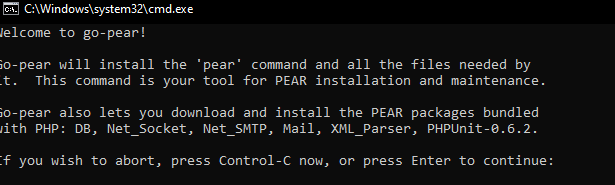 C:\Windows\system32\cmd.exe
Welcome to go-pear!
Go-pear will install the 'pear' command and all the files needed by
it.  This command is your tool for PEAR installation and maintenance.
Go-pear also lets you download and install the PEAR packages bundled
with PHP: DB, Net_Socket, Net_SMTP, Mail, XML_Parser, PHPUnit-0.6.2.
If you wish to abort, press Control-C now, or press Enter to continue: